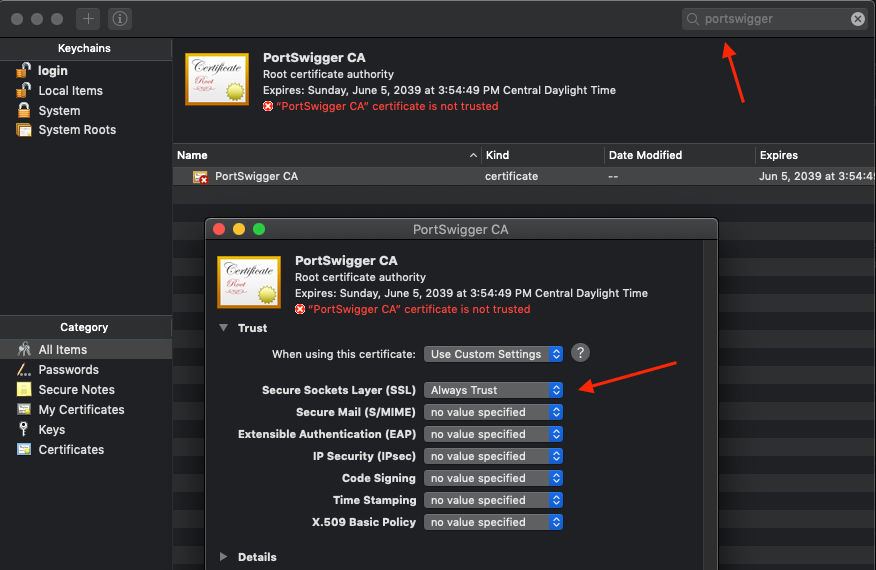 portswigger
Keychains
login
Local Items
System
System Roots
Certificate
Root
PortSwigger CA
Root certificate authority
Expires: Sunday, June 5, 2039 at 3:54:49 PM Central Daylight Time
“PortSwigger CA” certificate is not trusted
Name Kind Date Modified Expires
PortSwigger CA certificate -- Jun 5, 2039 at 3:54:4
PortSwigger CA
Certificate
Root
PortSwigger CA
Root certificate authority
Expires: Sunday, June 5, 2039 at 3:54:49 PM Central Daylight Time
“PortSwigger CA” certificate is not trusted
Trust
When using this certificate: Use Custom Settings ?
Secure Sockets Layer (SSL) Always Trust
Secure Mail (S/MIME) no value specified
Extensible Authentication (EAP) no value specified
IP Security (IPsec) no value specified
Code Signing no value specified
Time Stamping no value specified
X.509 Basic Policy no value specified
Details
Category
All Items
Passwords
Secure Notes
My Certificates
Keys
Certificates